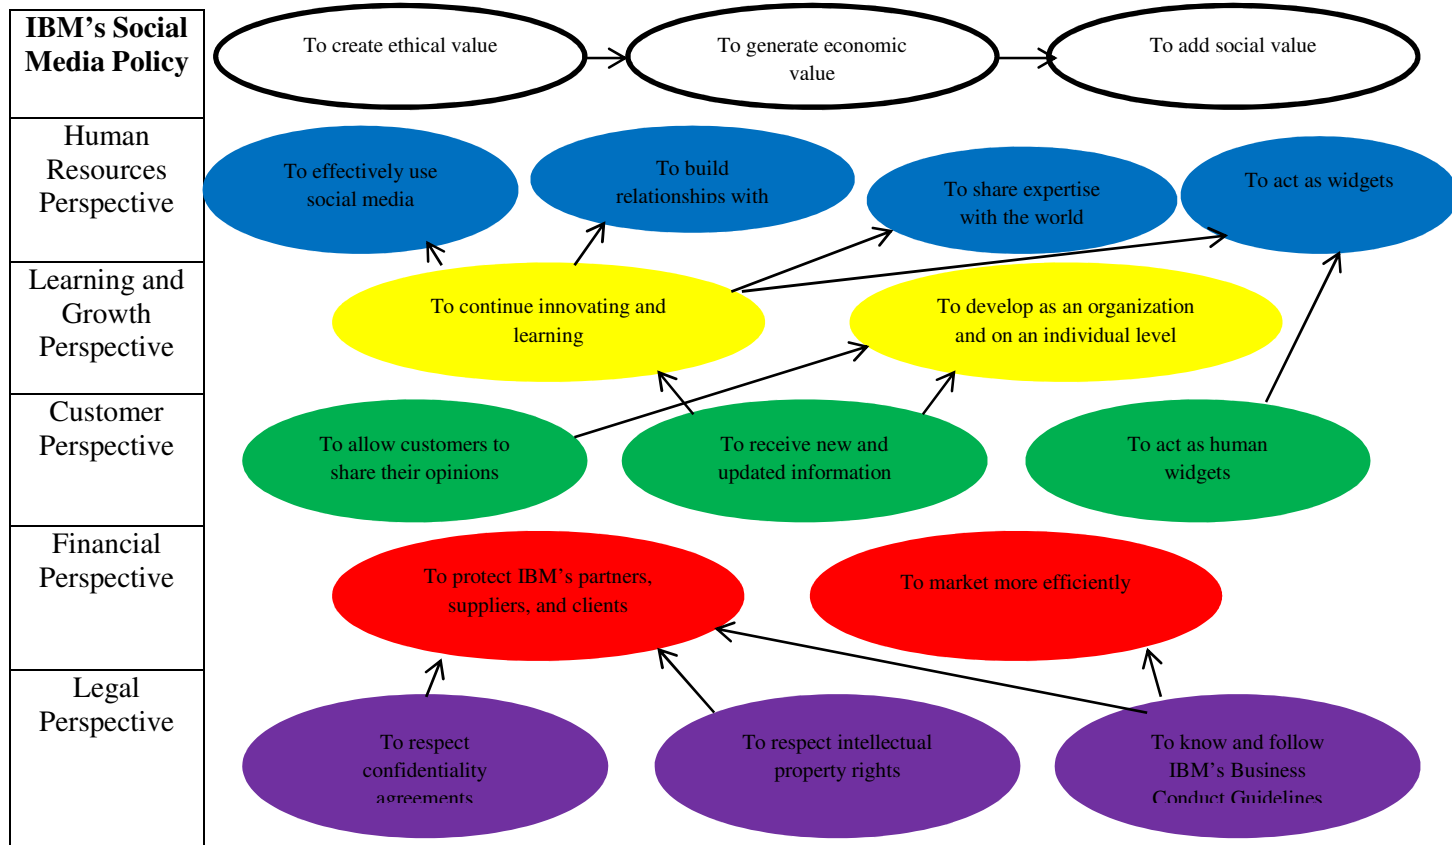 IBM's Social
Media Policy
To create ethical value
To generate economic
value
To add social value
Human
Resources
Perspective
To effectively use
social media
To build
relationships with
To share expertise
with the world
To act as widgets
Learning and
Growth
Perspective
To continue innovating and
learning
To develop as an organization
and on an individual level
Customer
Perspective
To allow customers to
share their opinions
To receive new and
updated information
To act as human
widgets
Financial
Perspective
To protect IBM's partners,
suppliers, and clients
To market more efficiently
Legal
Perspective
To respect
confidentiality
agreements
To respect intellectual
property rights
To know and follow
IBM's Business
Conduct Guidelines